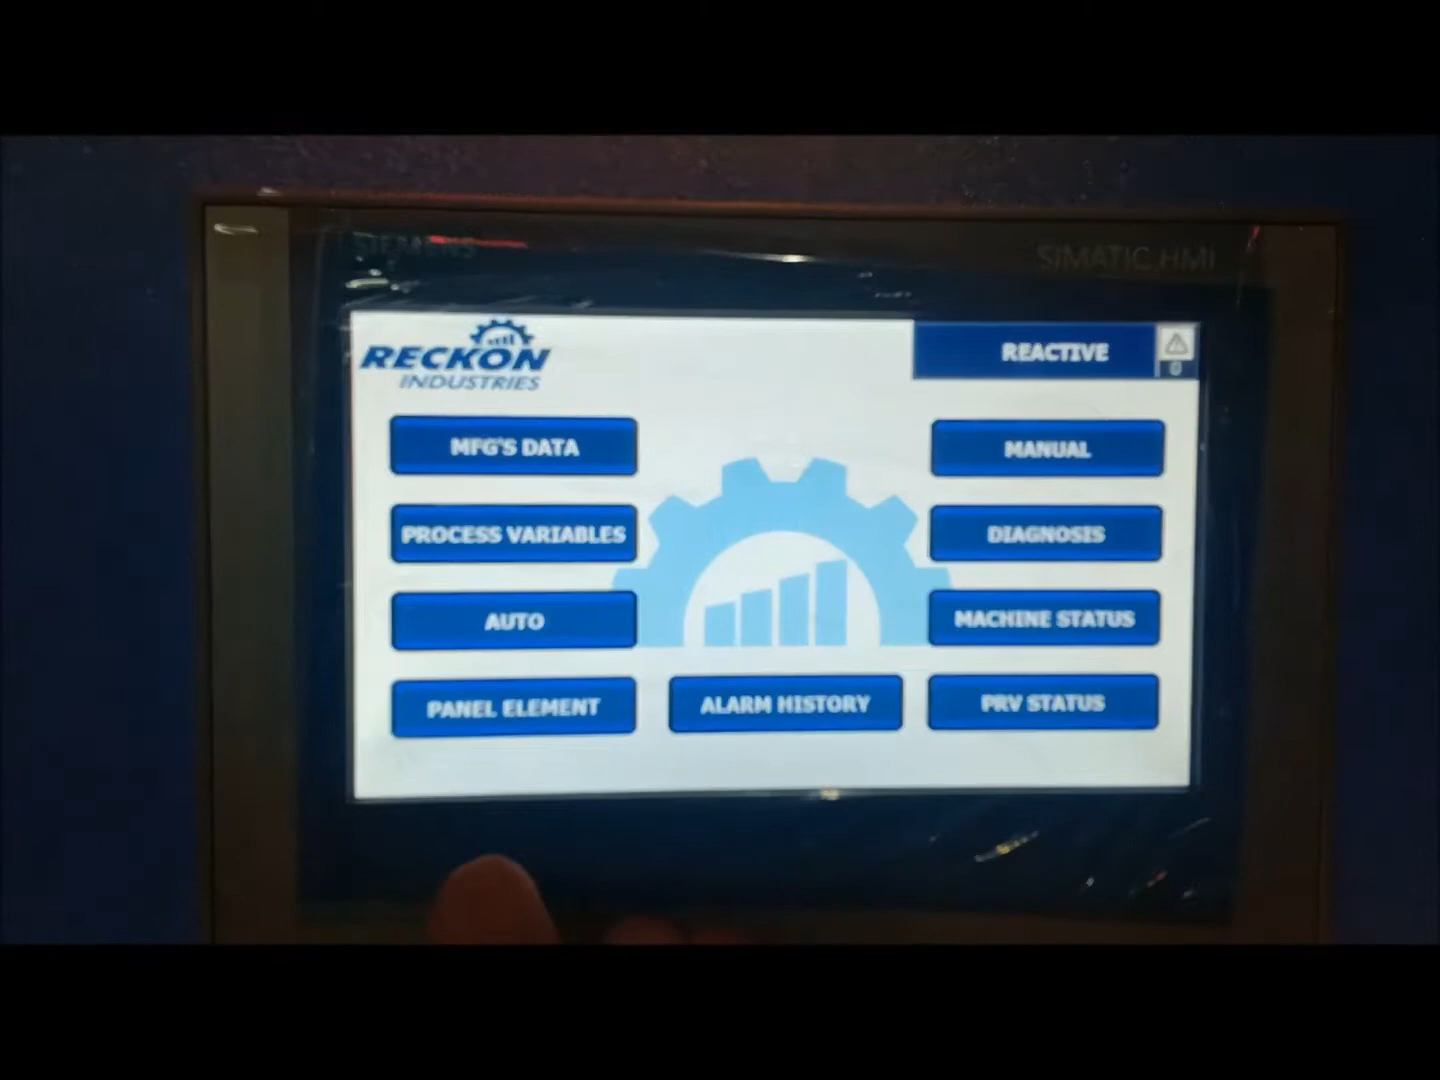 SIEMENS
SIMATIC HMI
RECKON
INDUSTRIES
REACTIVE
0
MFG'S DATA
MANUAL
PROCESS VARIABLES
DIAGNOSIS
AUTO
MACHINE STATUS
PANEL ELEMENT
ALARM HISTORY
PRV STATUS